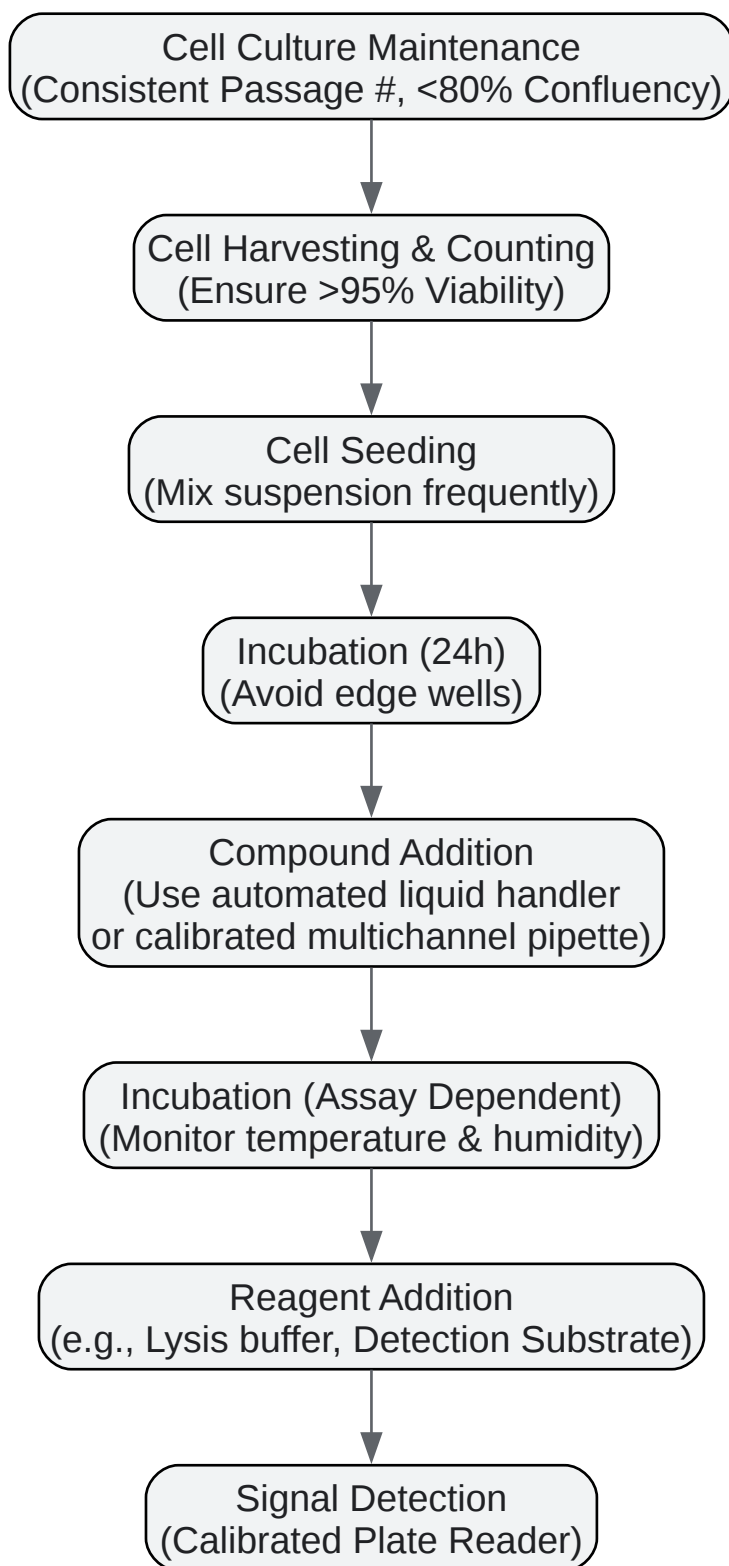 Cell Culture Maintenance
(Consistent Passage #, <80% Confluency)
Cell Harvesting & Counting
(Ensure >95% Viability)
Cell Seeding
(Mix suspension frequently)
Incubation (24h)
(Avoid edge wells)
Compound Addition
(Use automated liquid handler
or calibrated multichannel pipette)
Incubation (Assay Dependent)
(Monitor temperature & humidity)
Reagent Addition
(e.g., Lysis buffer, Detection Substrate)
Signal Detection
(Calibrated Plate Reader)